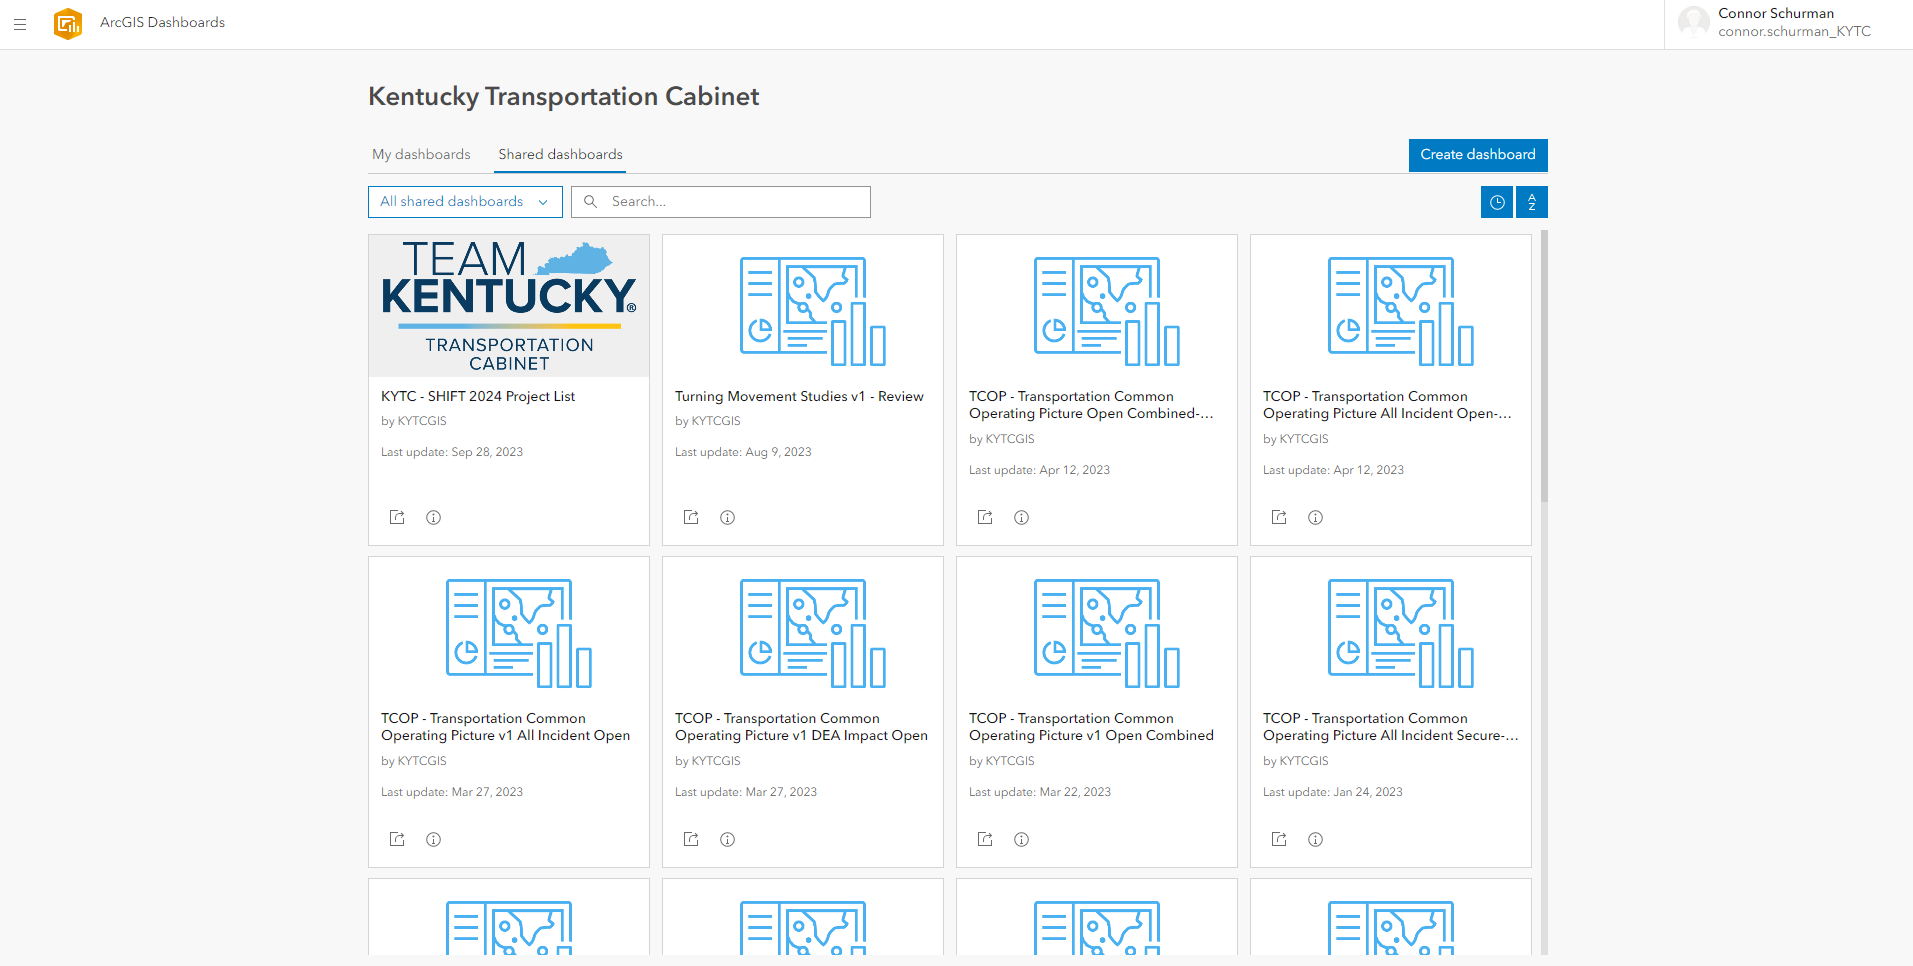 ArcGIS Dashboards
Connor Schurman
connor.schurman_KYTC
Kentucky Transportation Cabinet
My dashboards
Shared dashboards
Create dashboard
All shared dashboards
Search...
A
Z
TEAM
KENTUCKY®
TRANSPORTATION
CABINET
KYTC - SHIFT 2024 Project List
by KYTCGIS
Last update: Sep 28, 2023
Turning Movement Studies v1 - Review
by KYTCGIS
Last update: Aug 9, 2023
TCOP - Transportation Common
Operating Picture Open Combined-...
by KYTCGIS
Last update: Apr 12, 2023
TCOP - Transportation Common
Operating Picture All Incident Open-...
by KYTCGIS
Last update: Apr 12, 2023
TCOP - Transportation Common
Operating Picture v1 All Incident Open
by KYTCGIS
Last update: Mar 27, 2023
TCOP - Transportation Common
Operating Picture v1 DEA Impact Open
by KYTCGIS
Last update: Mar 27, 2023
TCOP - Transportation Common
Operating Picture v1 Open Combined
by KYTCGIS
Last update: Mar 22, 2023
TCOP - Transportation Common
Operating Picture All Incident Secure-...
by KYTCGIS
Last update: Jan 24, 2023